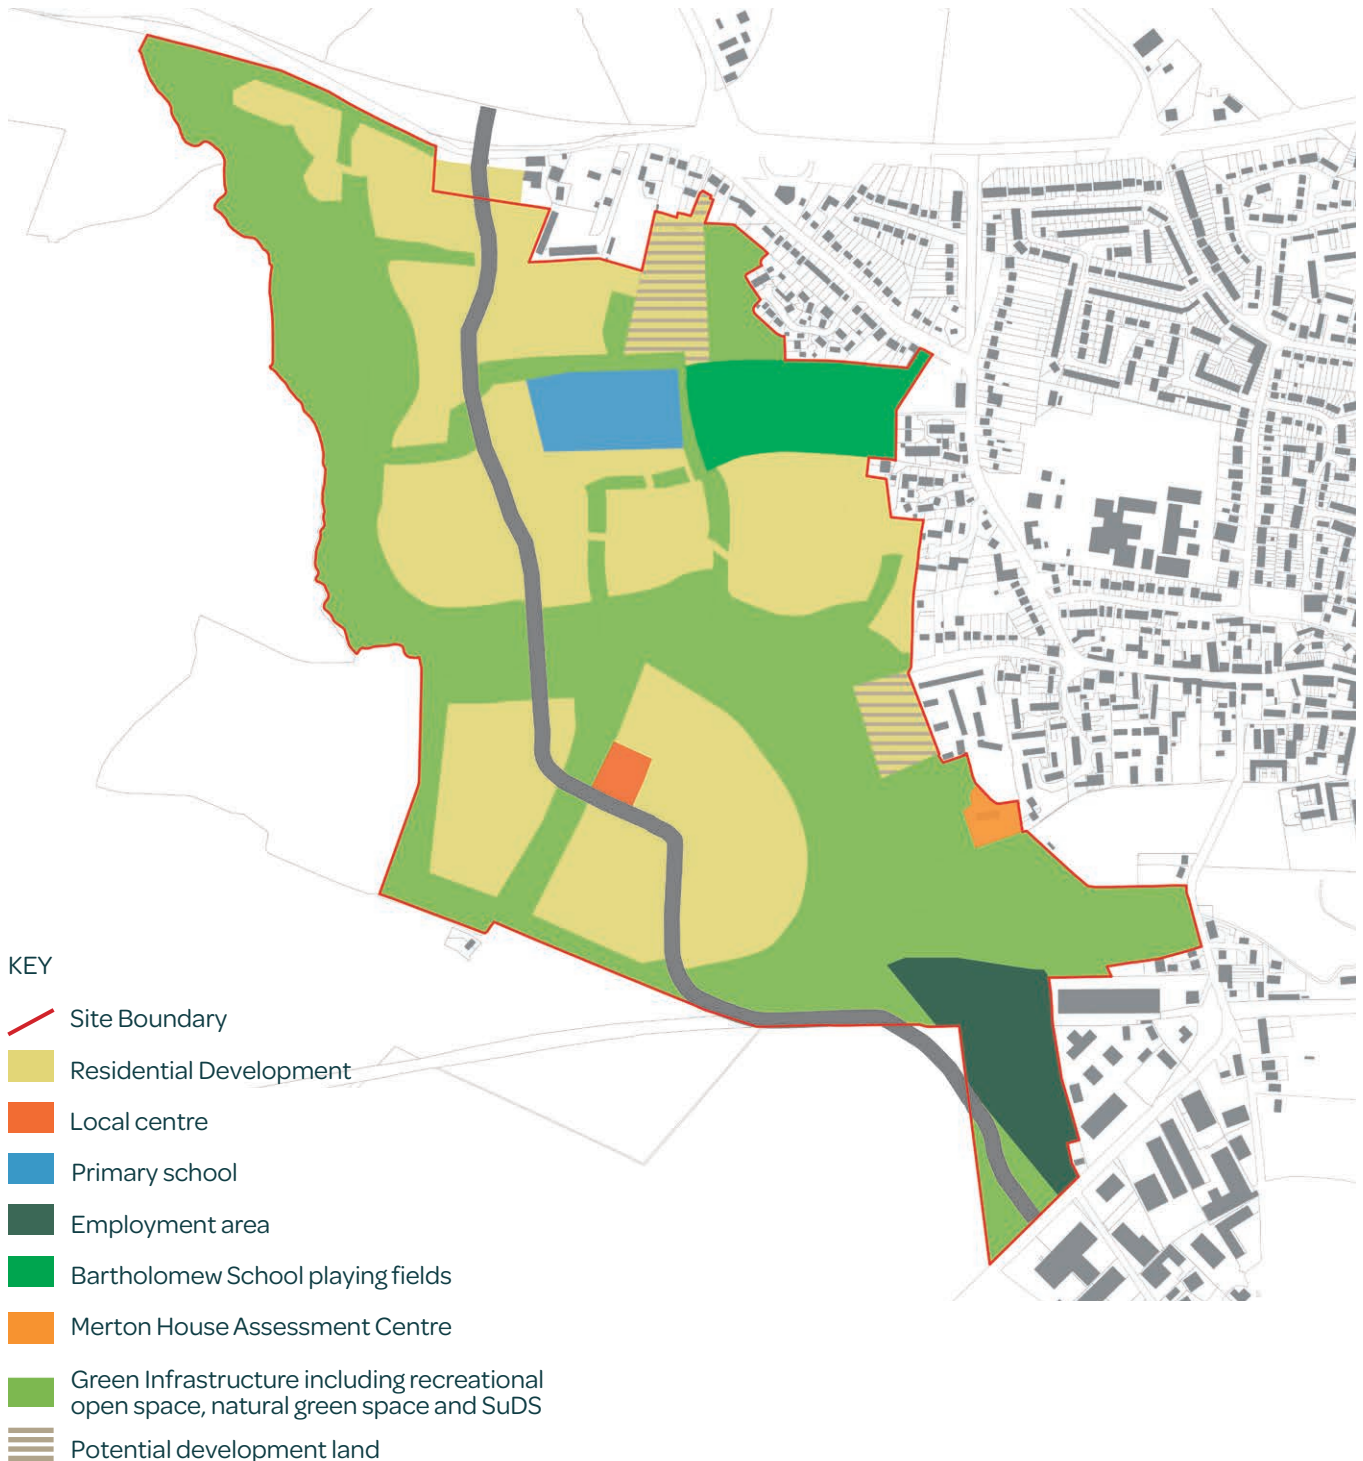 KEY
Site Boundary
Residential Development
Local centre
Primary school
Employment area
Bartholomew School playing fields
Merton House Assessment Centre
Green Infrastructure including recreational
open space, natural green space and SuDS
Potential development land